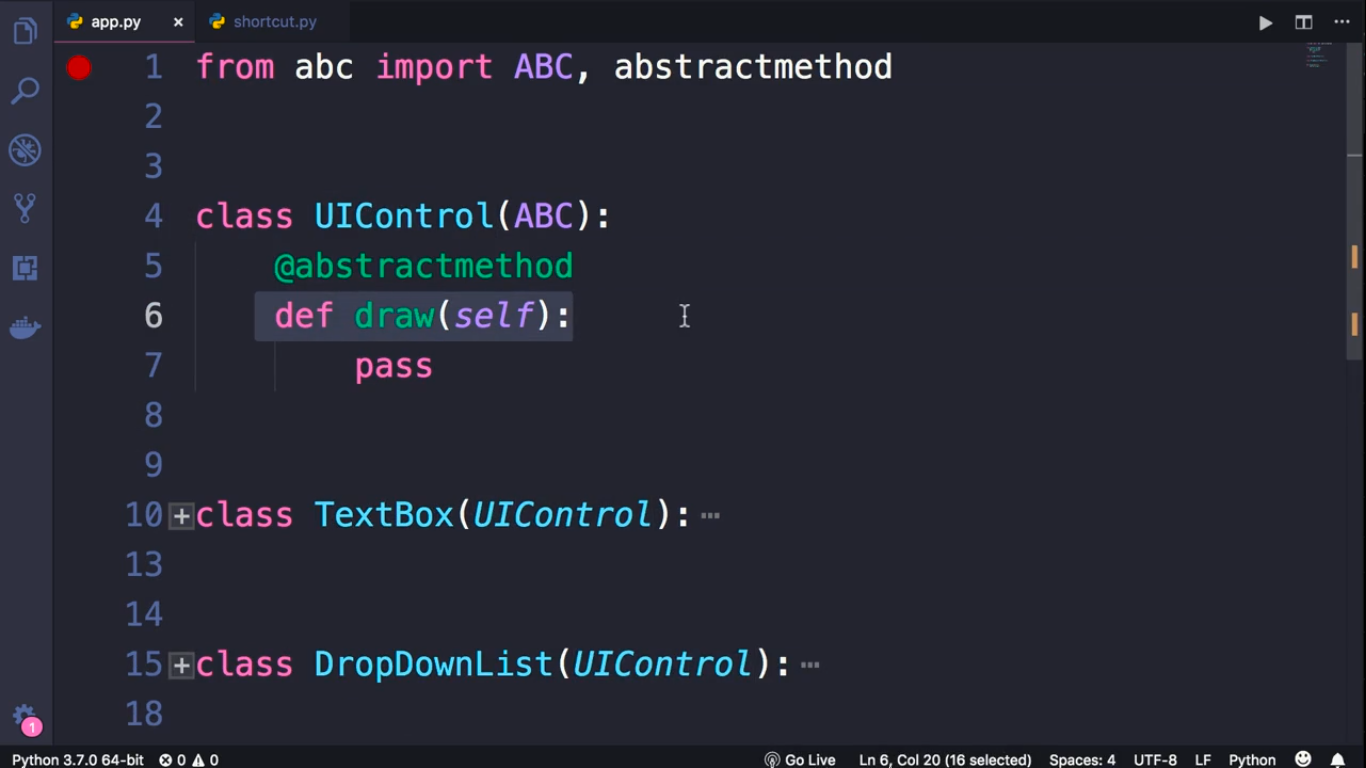 app.py × shortcut.py
1 from abc import ABC, abstractmethod
2
3
4 class UIControl(ABC):
5 @abstractmethod
6 def draw(self):
7 pass
8
9
10 class TextBox(UIControl):
13
14
15 class DropDownList(UIControl):
18
1
Python 3.7.0 64-bit 0 0 Go Live Ln 6, Col 20 (16 selected) Spaces: 4 UTF-8 LF Python